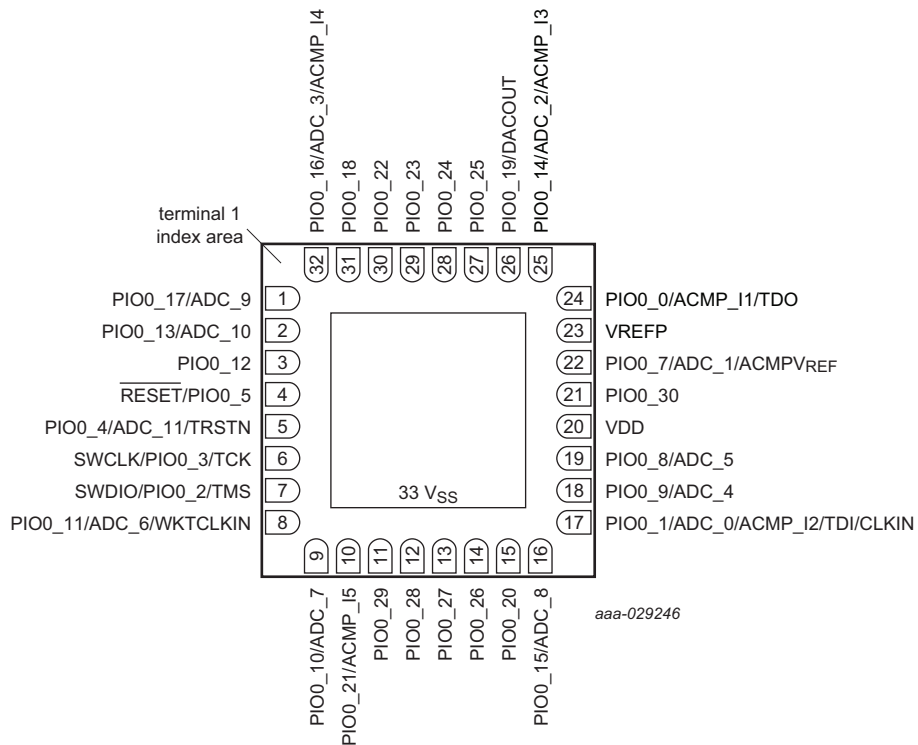 PIO0_16/ADC_3/ACMP_I4
PIO0_18
PIO0_22
PIO0_23
PIO0_24
PIO0_25
PIO0_19/DACOUT
PIO0_14/ADC_2/ACMP_I3
terminal 1
index area
32
31
30
29
28
27
26
25
PIO0_17/ADC_9 1
PIO0_13/ADC_10 2
PIO0_12 3
RESET/PIO0_5 4
PIO0_4/ADC_11/TRSTN 5
SWCLK/PIO0_3/TCK 6
SWDIO/PIO0_2/TMS 7
PIO0_11/ADC_6/WKTCLKIN 8
24 PIO0_0/ACMP_I1/TDO
23 VREFP
22 PIO0_7/ADC_1/ACMPVREF
21 PIO0_30
20 VDD
19 PIO0_8/ADC_5
18 PIO0_9/ADC_4
17 PIO0_1/ADC_0/ACMP_I2/TDI/CLKIN
33 VSS
9
10
11
12
13
14
15
16
PIO0_10/ADC_7
PIO0_21/ACMP_I5
PIO0_29
PIO0_28
PIO0_27
PIO0_26
PIO0_20
PIO0_15/ADC_8
aaa-029246